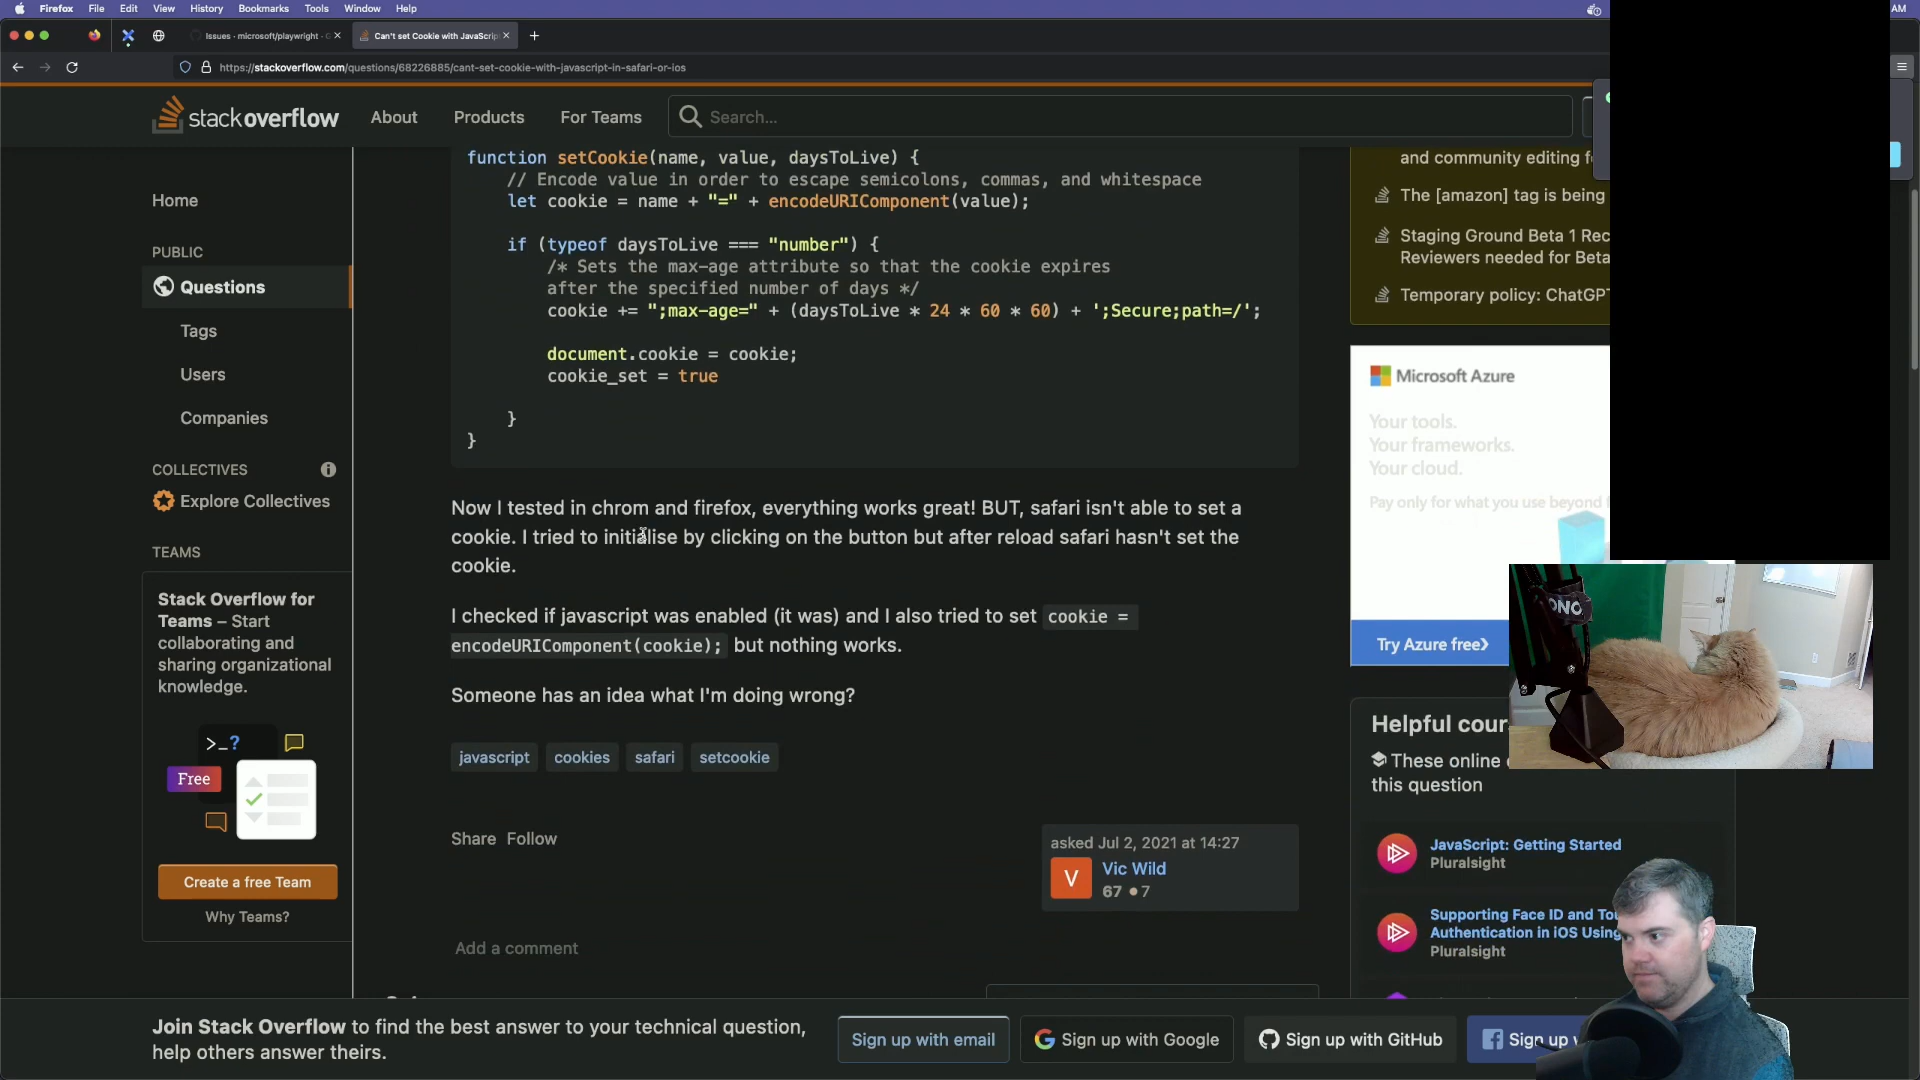 Firefox File Edit View History Bookmarks Tools Window Help AM
Issues · microsoft/playwright - G
Can't set Cookie with JavaScrip
https://stackoverflow.com/questions/68226885/cant-set-cookie-with-javascript-in-safari-or-ios
stackoverflow About Products For Teams Search...
Home
PUBLIC
Questions
Tags
Users
Companies
COLLECTIVES
Explore Collectives
TEAMS
Stack Overflow for
Teams – Start
collaborating and
sharing organizational
knowledge.
>_?
Free
Create a free Team
Why Teams?
function setCookie(name, value, daysToLive) {
// Encode value in order to escape semicolons, commas, and whitespace
let cookie = name + "=" + encodeURIComponent(value);
if (typeof daysToLive === "number") {
/* Sets the max-age attribute so that the cookie expires
after the specified number of days */
cookie += ";max-age=" + (daysToLive * 24 * 60 * 60) + ';Secure;path=/';
document.cookie = cookie;
cookie_set = true
}
}
Now I tested in chrom and firefox, everything works great! BUT, safari isn't able to set a
cookie. I tried to initialise by clicking on the button but after reload safari hasn't set the
cookie.
I checked if javascript was enabled (it was) and I also tried to set cookie =
encodeURIComponent(cookie); but nothing works.
Someone has an idea what I'm doing wrong?
javascript cookies safari setcookie
Share Follow
asked Jul 2, 2021 at 14:27
V
Vic Wild
67 ●7
Add a comment
and community editing f
The [amazon] tag is being
Staging Ground Beta 1 Rec
Reviewers needed for Beta
Temporary policy: ChatGPT
Microsoft Azure
Your tools.
Your frameworks.
Your cloud.
Pay only for what you use beyond
Try Azure free›
Helpful cour
These online
this question
JavaScript: Getting Started
Pluralsight
Supporting Face ID and Tou
Authentication in iOS Using
Pluralsight
Join Stack Overflow to find the best answer to your technical question,
help others answer theirs.
Sign up with email
Sign up with Google
Sign up with GitHub
Sign up